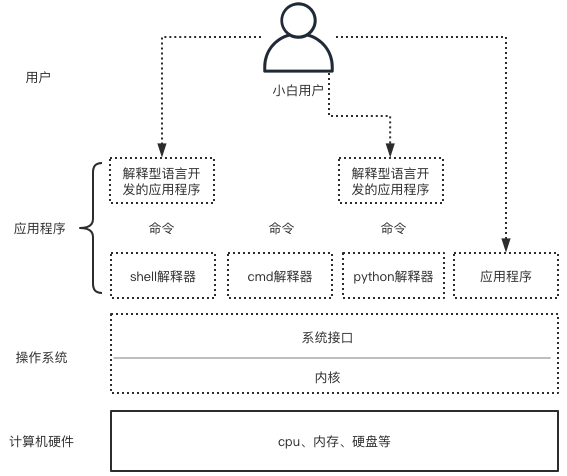 用户
小白用户
解释型语言开
发的应用程序
解释型语言开
发的应用程序
应用程序
命令
命令
命令
shell解释器
cmd解释器
python解释器
应用程序
系统接口
操作系统
内核
计算机硬件
cpu、内存、硬盘等